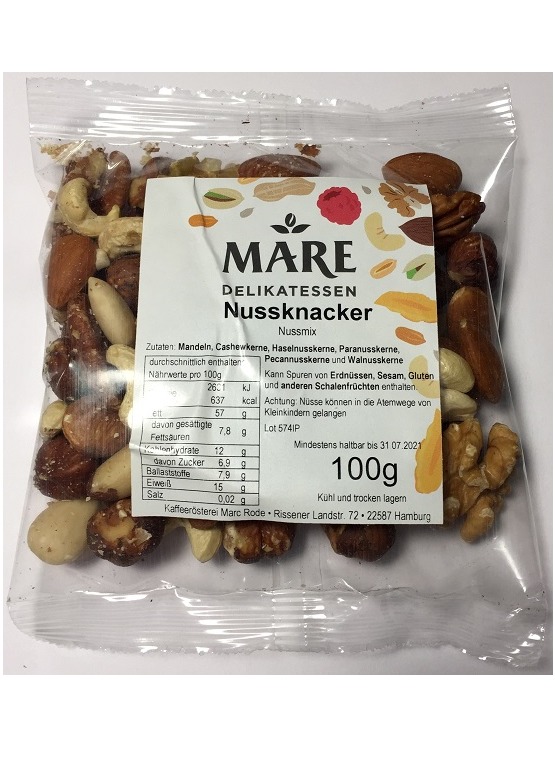 MARE
DELIKATESSEN
Nussknacker
Nussmix
Zutaten: Mandeln, Cashewkerne, Haselnusskerne, Paranusskerne,
Pecannusskerne und Walnusskerne
durchschnittlich enthalten
Nährwerte pro 100g
2631 kJ
637 kcal
ett 57 g
davon gesättigte
Fettsäuren 7,8 g
Kohlenhydrate 12 g
davon Zucker 6,9 g
Ballaststoffe 7,9 g
Eiweiß 15 g
Salz 0,02 g
Kann Spuren von Erdnüssen, Sesam, Gluten
und anderen Schalenfrüchten enthalten.
Achtung: Nüsse können in die Atemwege von
Kleinkindern gelangen
Lot 574IP
Mindestens haltbar bis 31.07.2021
100g
Kühl und trocken lagern
Kaffeerösterei Marc Rode • Rissener Landstr. 72 • 22587 Hamburg